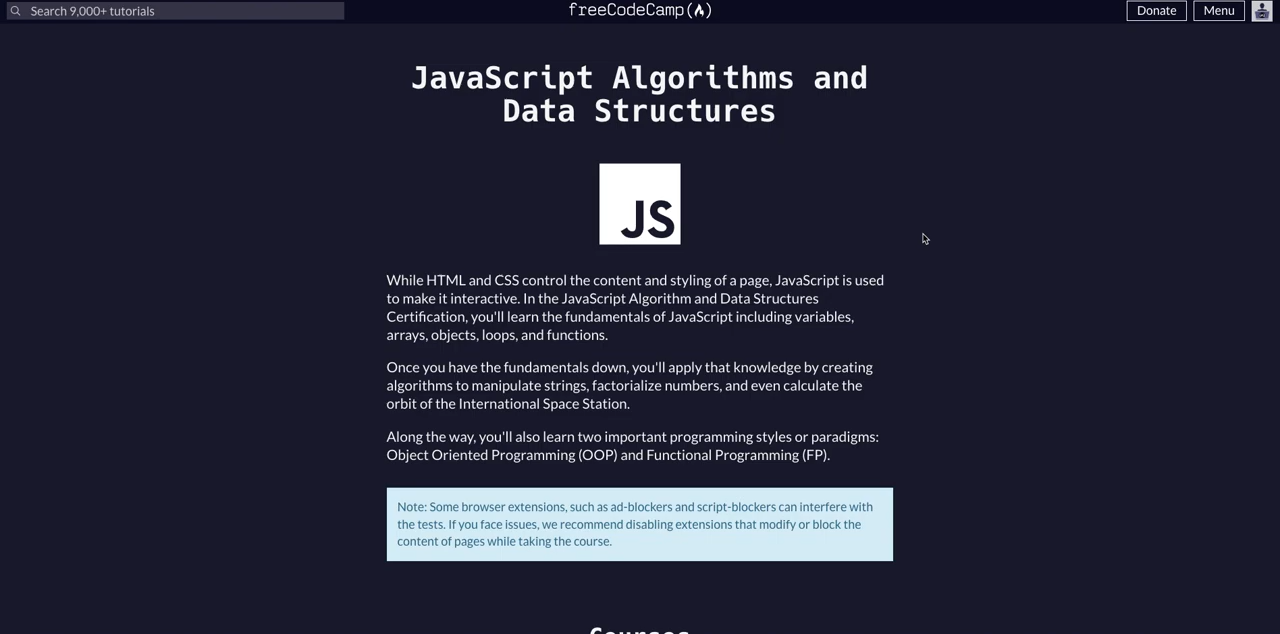 Search 9,000+ tutorials
freeCodeCamp
Donate
Menu
JavaScript Algorithms and
Data Structures
JS
While HTML and CSS control the content and styling of a page, JavaScript is used
to make it interactive. In the JavaScript Algorithm and Data Structures
Certification, you'll learn the fundamentals of JavaScript including variables,
arrays, objects, loops, and functions.
Once you have the fundamentals down, you'll apply that knowledge by creating
algorithms to manipulate strings, factorialize numbers, and even calculate the
orbit of the International Space Station.
Along the way, you'll also learn two important programming styles or paradigms:
Object Oriented Programming (OOP) and Functional Programming (FP).
Note: Some browser extensions, such as ad-blockers and script-blockers can interfere with
the tests. If you face issues, we recommend disabling extensions that modify or block the
content of pages while taking the course.
Courses